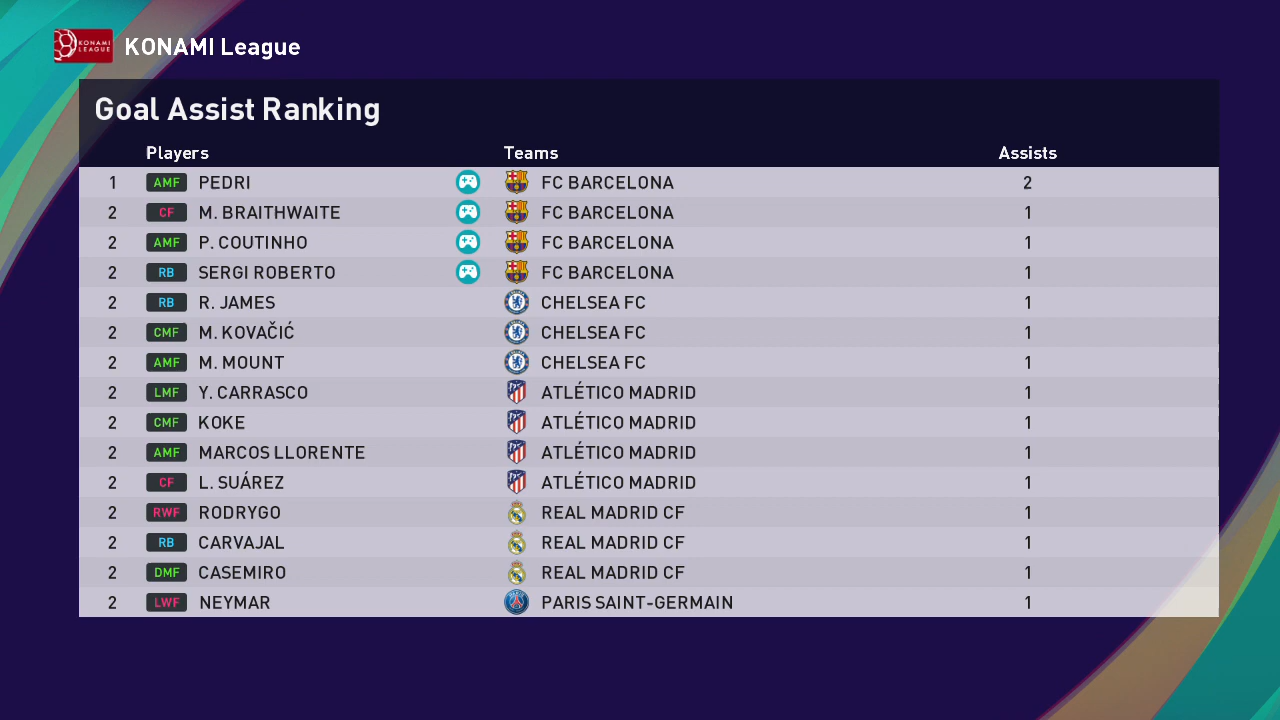 KONAMI LEAGUE KONAMI League
Goal Assist Ranking
Players Teams Assists
1 AMF PEDRI FC BARCELONA 2
2 CF M. BRAITHWAITE FC BARCELONA 1
2 AMF P. COUTINHO FC BARCELONA 1
2 RB SERGI ROBERTO FC BARCELONA 1
2 RB R. JAMES CHELSEA FC 1
2 CMF M. KOVAČIĆ CHELSEA FC 1
2 AMF M. MOUNT CHELSEA FC 1
2 LMF Y. CARRASCO ATLÉTICO MADRID 1
2 CMF KOKE ATLÉTICO MADRID 1
2 AMF MARCOS LLORENTE ATLÉTICO MADRID 1
2 CF L. SUÁREZ ATLÉTICO MADRID 1
2 RWF RODRYGO REAL MADRID CF 1
2 RB CARVAJAL REAL MADRID CF 1
2 DMF CASEMIRO REAL MADRID CF 1
2 LWF NEYMAR PARIS SAINT-GERMAIN 1